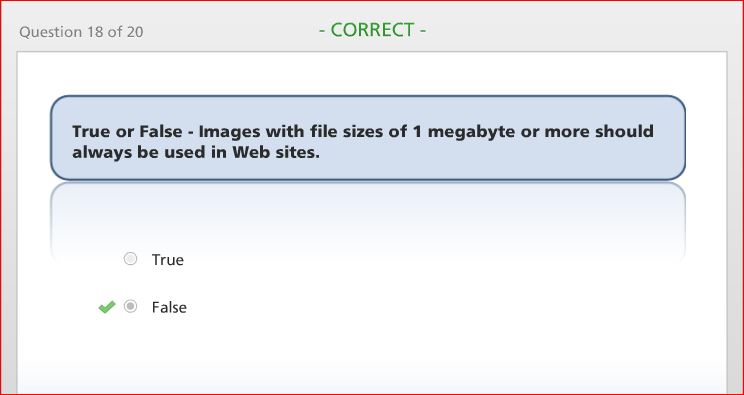 Question 18 of 20
- CORRECT -
True or False - Images with file sizes of 1 megabyte or more should
always be used in Web sites.
True
False